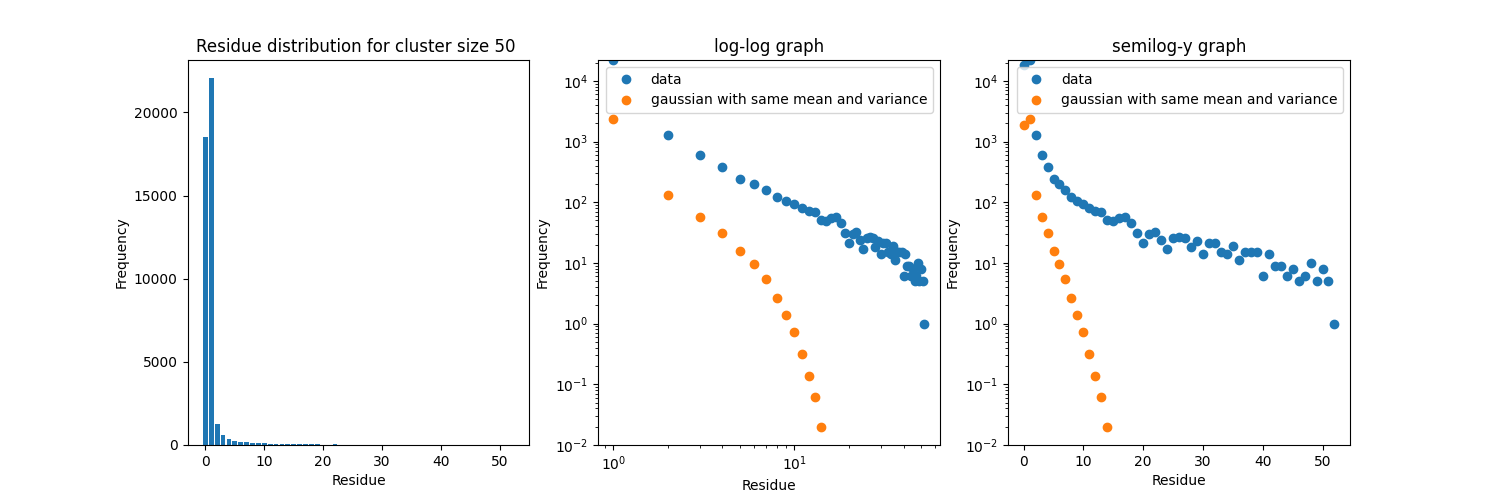 Residue distribution for cluster size 50
Frequency
20000
15000
10000
5000
0
0 10 20 30 40 50
Residue
log-log graph
data
gaussian with same mean and variance
Frequency
10⁴
10³
10²
10¹
10⁰
10⁻¹
10⁻²
10⁰ 10¹
Residue
semilog-y graph
data
gaussian with same mean and variance
Frequency
10⁴
10³
10²
10¹
10⁰
10⁻¹
10⁻²
0 10 20 30 40 50
Residue